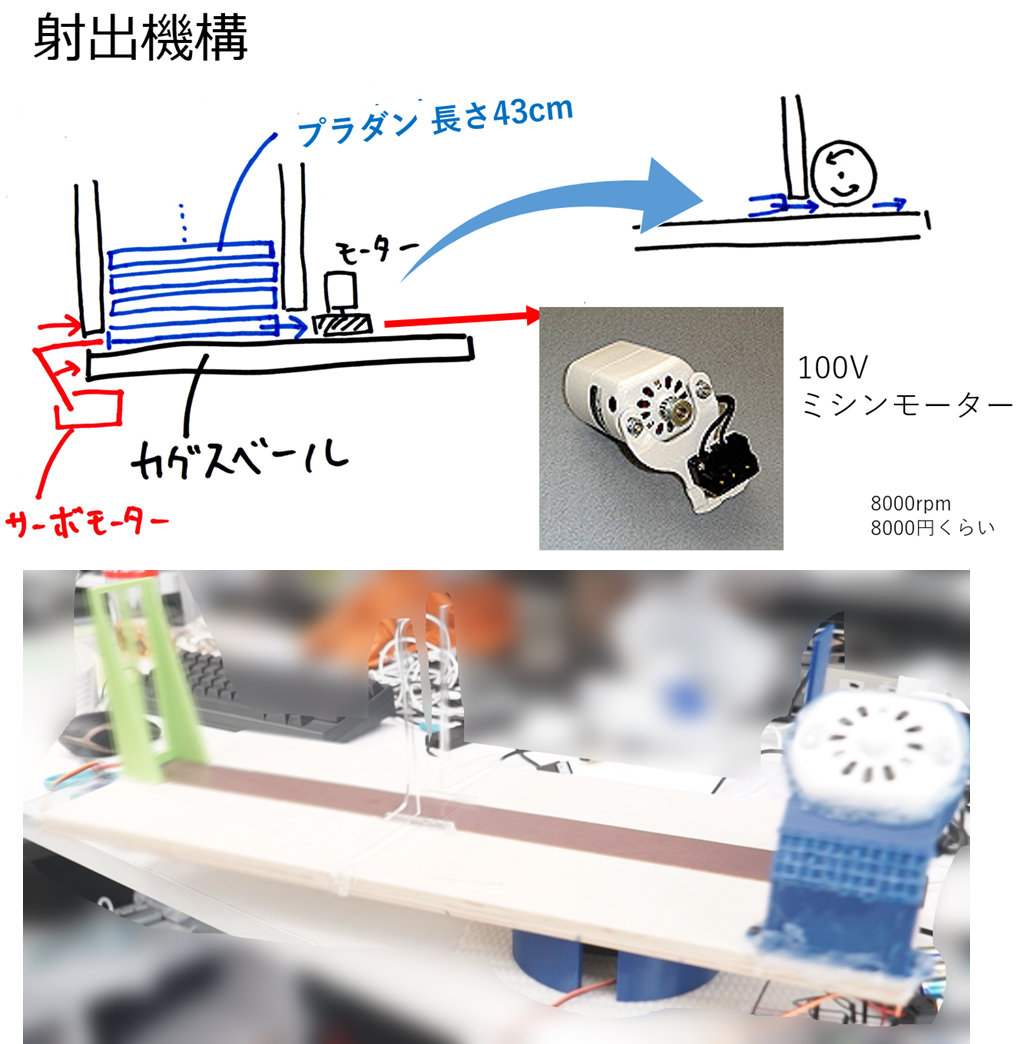 射出機構
プラダン 長さ43cm
モーター
100V
ミシンモーター
カグスベール
8000rpm
8000円くらい
サーボモーター